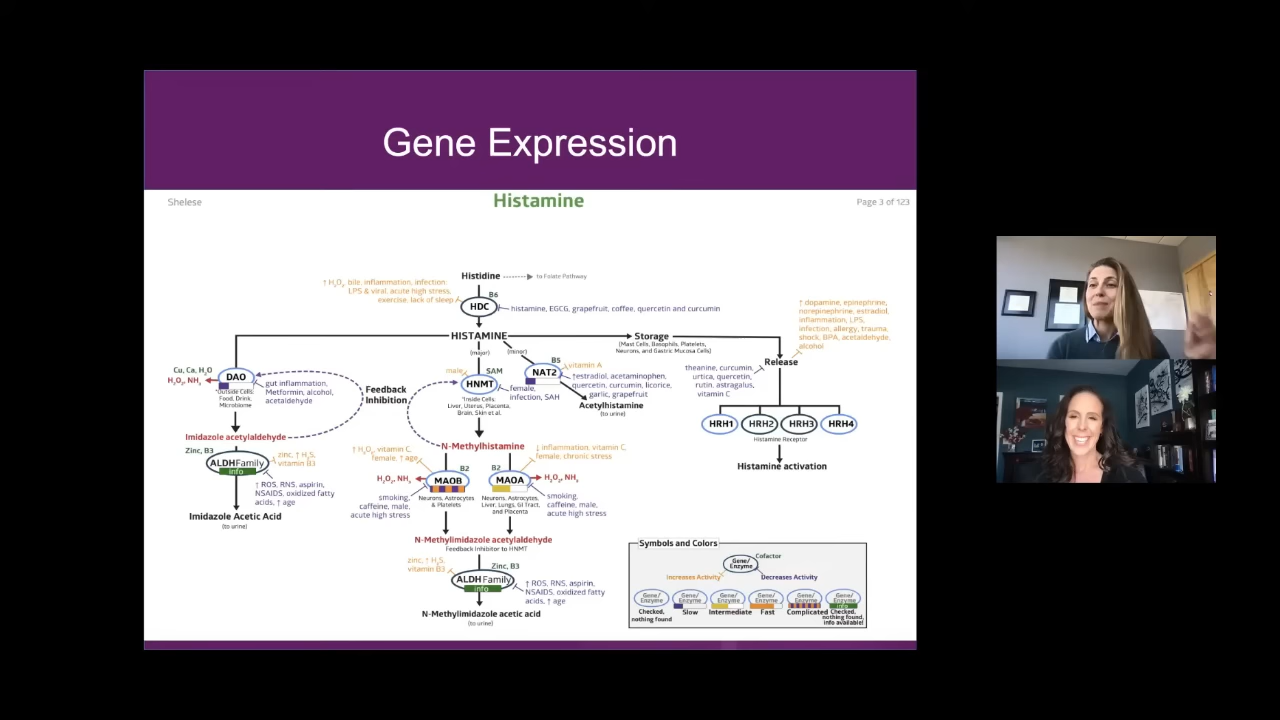 Gene Expression
Shelese
Histamine
Page 3 of 123
Histidine
to Folate Pathway
↑ H₂O₂, bile, inflammation, infection,
LPS & viral, acute high stress,
exercise, lack of sleep
B6
HDC
histamine, EGCG, grapefruit, coffee, quercetin and curcumin
HISTAMINE
(major)
(minor)
Storage
(Mast Cells, Basophils, Platelets,
Neurons, and Gastric Mucosa Cells)
↑ dopamine, epinephrine,
norepinephrine, estradiol,
inflammation, LPS,
infection, allergy, trauma,
shock, BPA, acetaldehyde,
alcohol
Release
theanine, curcumin,
urtica, quercetin,
rutin, astragalus,
vitamin C
HRH1
HRH2
HRH3
HRH4
Histamine Receptor
Histamine activation
Cu, Ca, H₂O
H₂O₂, NH₃
DAO
*Outside Cells:
Food, Drink,
Microbiome
gut inflammation,
Metformin, alcohol,
acetaldehyde
Feedback
Inhibition
male
SAM
HNMT
*Inside Cells:
Liver, Uterus, Placenta,
Brain, Skin et al.
female,
infection, SAH
B5
NAT2
vitamin A
↑estradiol, acetaminophen,
quercetin, curcumin, licorice,
garlic, grapefruit
Acetylhistamine
(to urine)
Imidazole acetylaldehyde
Zinc, B3
ALDH Family
info
zinc, ↑ H₂S,
vitamin B3
↑ ROS, RNS, aspirin,
NSAIDS, oxidized fatty
acids, ↑ age
Imidazole Acetic Acid
(to urine)
N-Methylhistamine
↑ H₂O₂, vitamin C,
female, ↑ age
B2
MAOB
H₂O₂, NH₃
Neurons, Astrocytes
& Platelets
smoking,
caffeine, male,
acute high stress
↓ inflammation, vitamin C,
female, chronic stress
B2
MAOA
H₂O₂, NH₃
Neurons, Astrocytes,
Liver, Lungs, GI Tract,
and Placenta
smoking,
caffeine, male,
acute high stress
N-Methylimidazole acetylaldehyde
Feedback Inhibitor to HNMT
zinc, ↑ H₂S,
vitamin B3
Zinc, B3
ALDH Family
info
↑ ROS, RNS, aspirin,
NSAIDS, oxidized fatty
acids, ↑ age
N-Methylimidazole acetic acid
(to urine)
Symbols and Colors
Cofactor
Gene/
Enzyme
Increases Activity
Decreases Activity
Gene/
Enzyme
Checked,
nothing found
Gene/
Enzyme
Slow
Gene/
Enzyme
Intermediate
Gene/
Enzyme
Fast
Gene/
Enzyme
Complicated
Gene/
Enzyme
info
Checked,
nothing found,
info available!